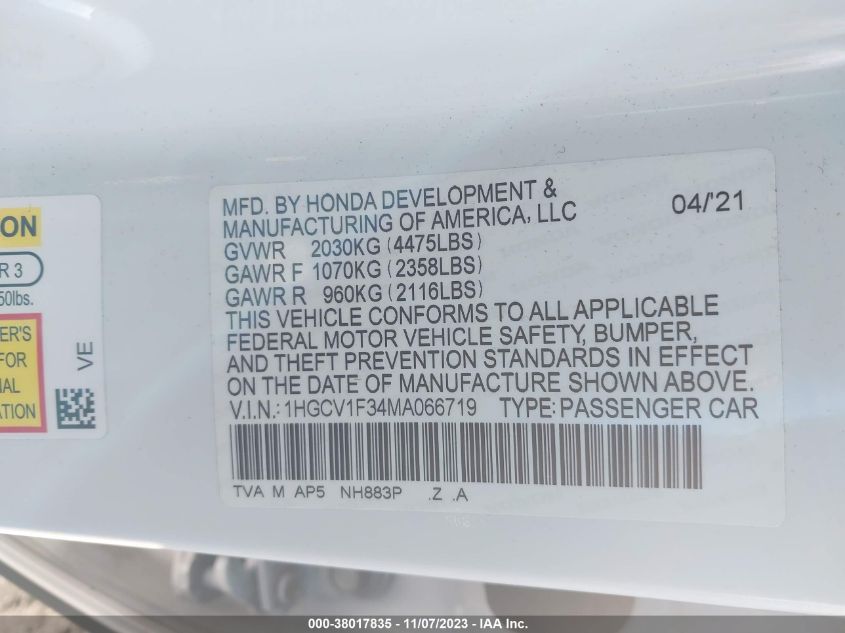 ON
R 3
50lbs.
ER'S
FOR
IAL
ATION
VE
MFD. BY HONDA DEVELOPMENT &
MANUFACTURING OF AMERICA, LLC 04/'21
GVWR 2030KG (4475LBS)
GAWR F 1070KG (2358LBS)
GAWR R 960KG (2116LBS)
THIS VEHICLE CONFORMS TO ALL APPLICABLE
FEDERAL MOTOR VEHICLE SAFETY, BUMPER,
AND THEFT PREVENTION STANDARDS IN EFFECT
ON THE DATE OF MANUFACTURE SHOWN ABOVE.
V.I.N.: 1HGCV1F34MA066719 TYPE: PASSENGER CAR
TVA M AP5 NH883P .Z .A
000-38017835 - 11/07/2023 - IAA Inc.